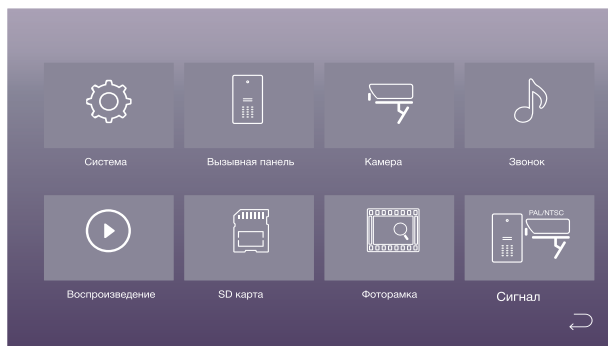 Система
Вызывная панель
Камера
Звонок
PAL/NTSC
Воспроизведение
SD карта
Фоторамка
Сигнал